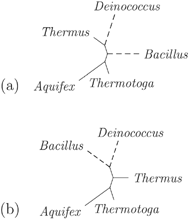 Deinococcus
Thermus
Bacillus
(a)
Aquifex
Thermotoga
Deinococcus
Bacillus
Thermus
(b)
Aquifex
Thermotoga